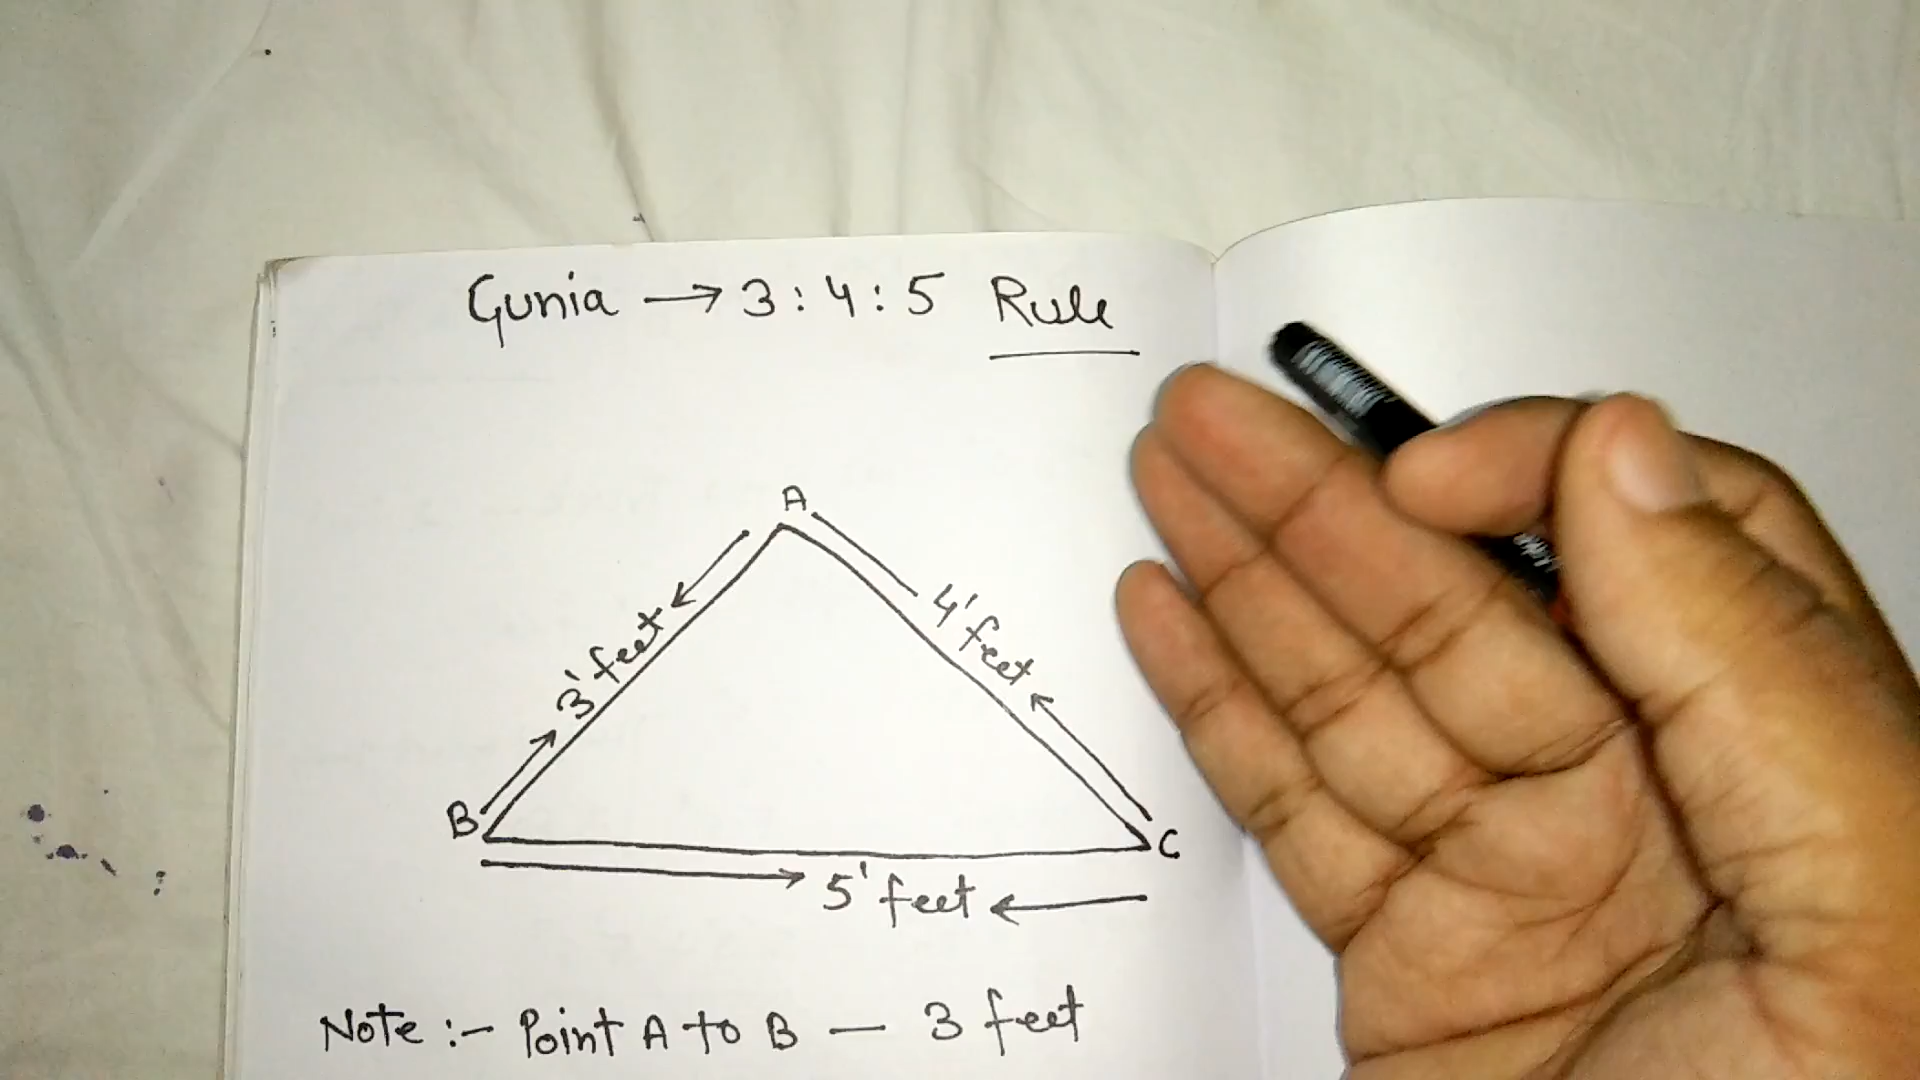 Gunia → 3 : 4 : 5 Rule
A
3' feet
4' feet
B
C
5' feet
Note :- Point A to B — 3 feet